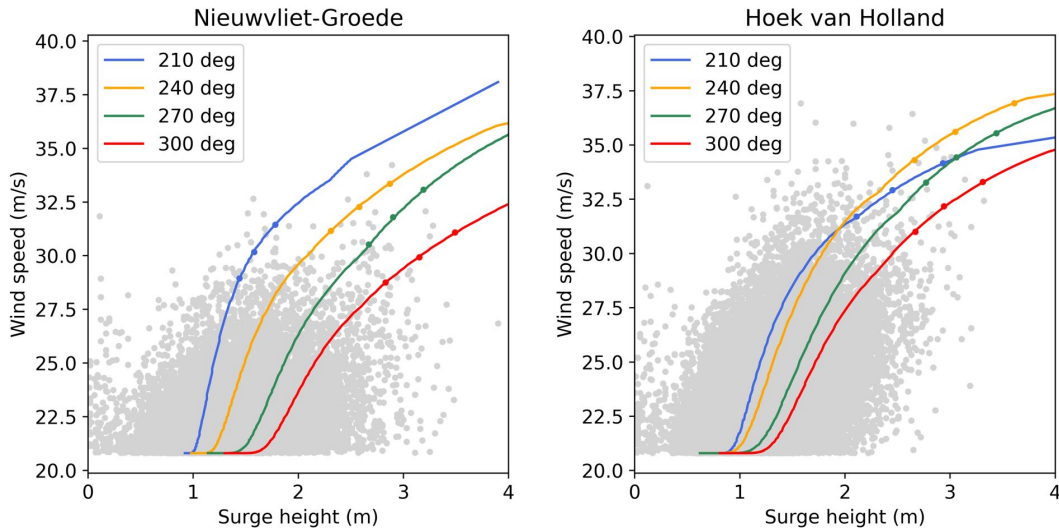 Nieuwvliet-Groede
40.0
37.5
35.0
32.5
30.0
27.5
25.0
22.5
20.0
Wind speed (m/s)
210 deg
240 deg
270 deg
300 deg
0
1
2
3
4
Surge height (m)
Hoek van Holland
40.0
37.5
35.0
32.5
30.0
27.5
25.0
22.5
20.0
Wind speed (m/s)
210 deg
240 deg
270 deg
300 deg
0
1
2
3
4
Surge height (m)